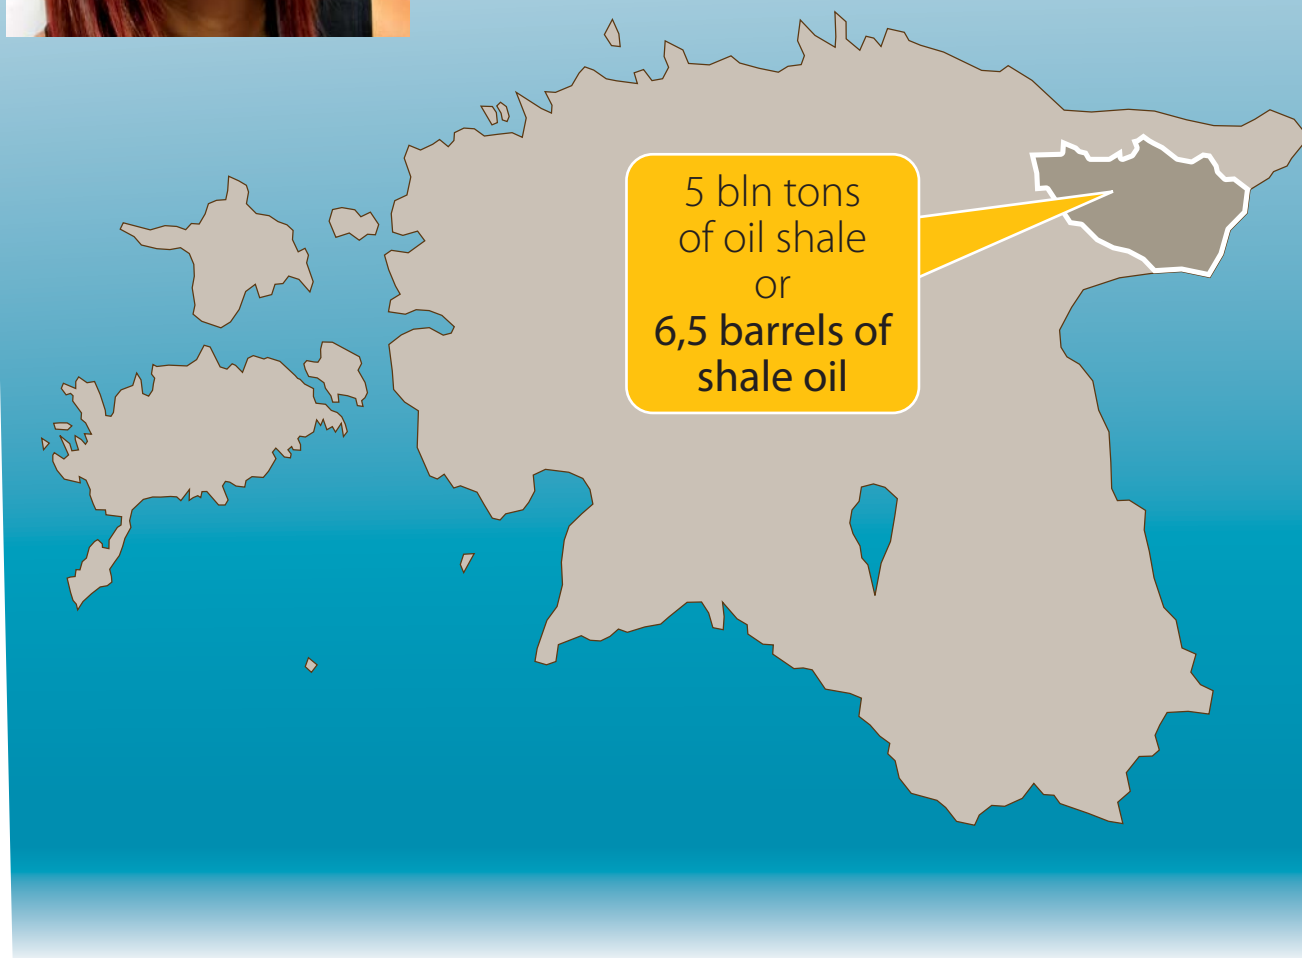 5 bln tons
of oil shale
or
6,5 barrels of
shale oil